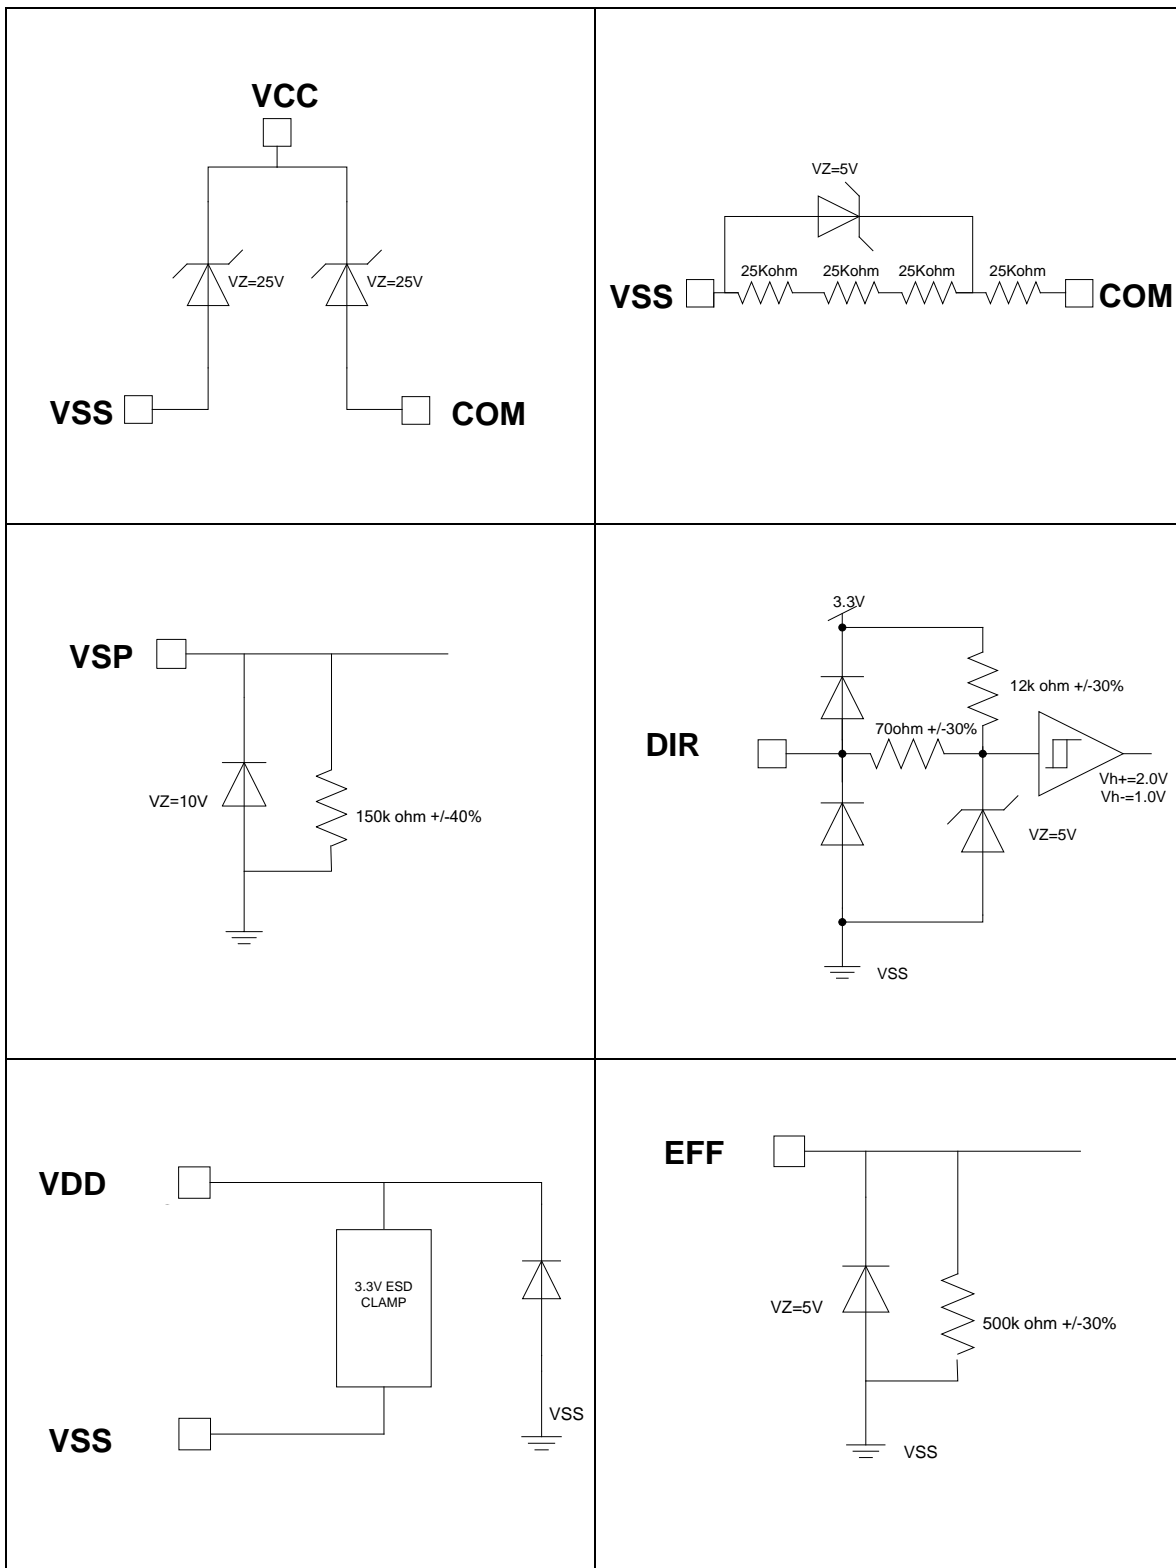 VCC
VZ=25V
VZ=25V
VSS
COM
VZ=5V
25Kohm
25Kohm
25Kohm
25Kohm
VSS
COM
VSP
VZ=10V
150k ohm +/-40%
3.3V
12k ohm +/-30%
DIR
70ohm +/-30%
Vh+=2.0V
Vh-=1.0V
VZ=5V
VSS
VDD
3.3V ESD
CLAMP
VSS
VSS
EFF
VZ=5V
500k ohm +/-30%
VSS